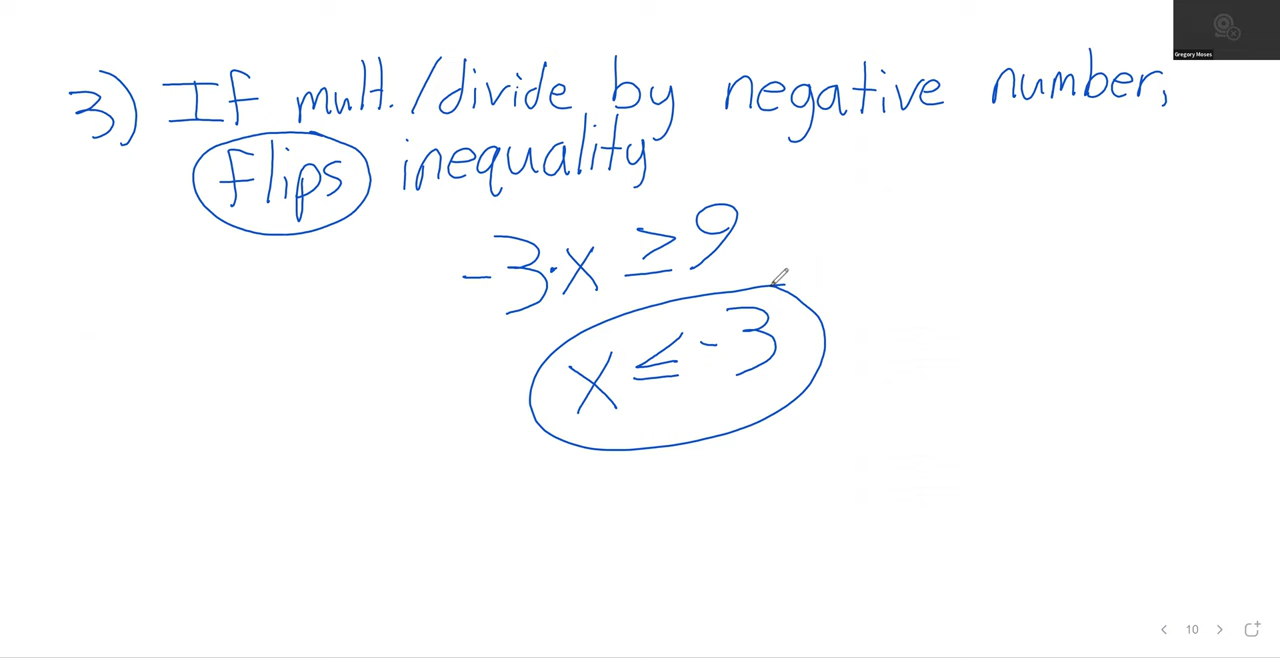 Gregory Moses
3) If mult./divide by negative number,
flips inequality
-3·x ≥ 9
x ≤ -3
10